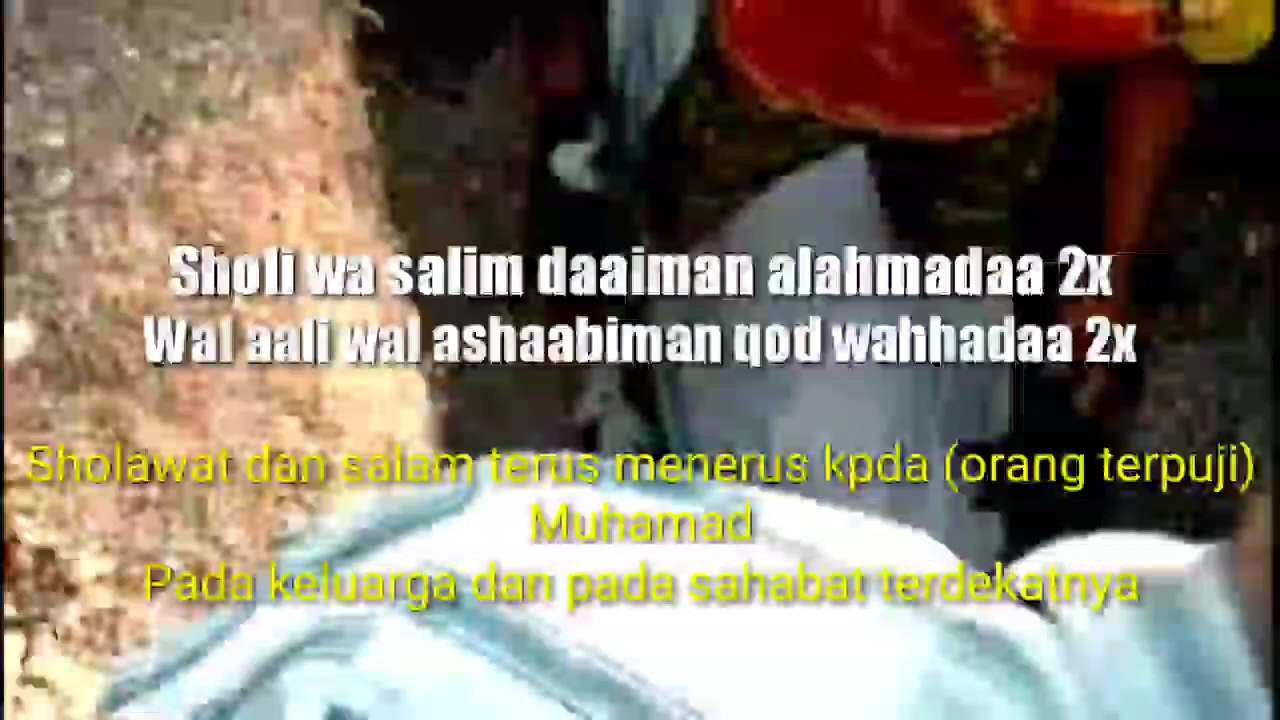 Sholi wa salim daaiman alahmadaa 2x
Wal aali wal ashaabiman qod wahhadaa 2x
Sholawat dan salam terus menerus kpda (orang terpuji)
Muhamad
Pada keluarga dan pada sahabat terdekatnya